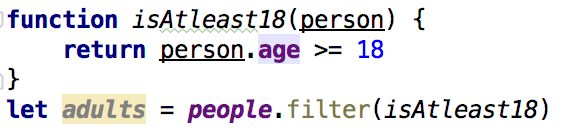 function isAtleast18(person) {
    return person.age >= 18
}
let adults = people.filter(isAtleast18)